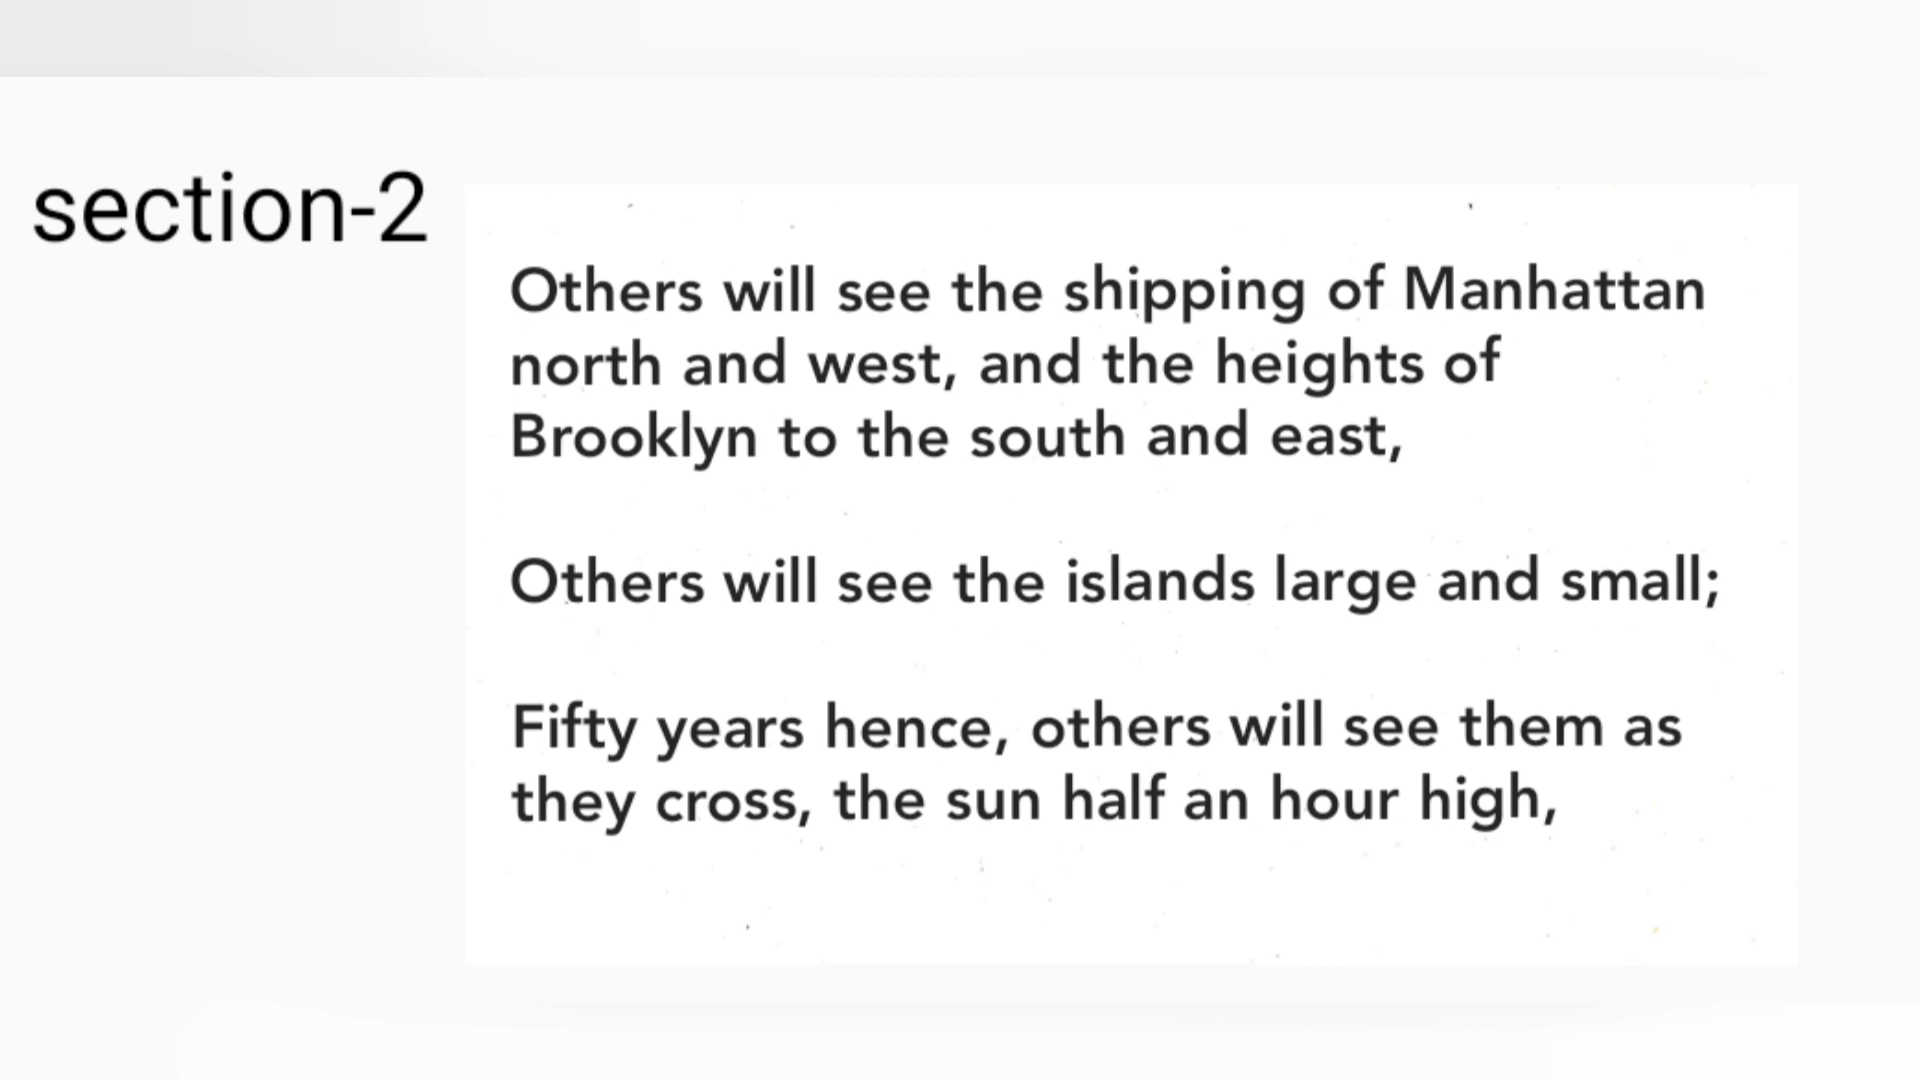 section-2
Others will see the shipping of Manhattan
north and west, and the heights of
Brooklyn to the south and east,
Others will see the islands large and small;
Fifty years hence, others will see them as
they cross, the sun half an hour high,